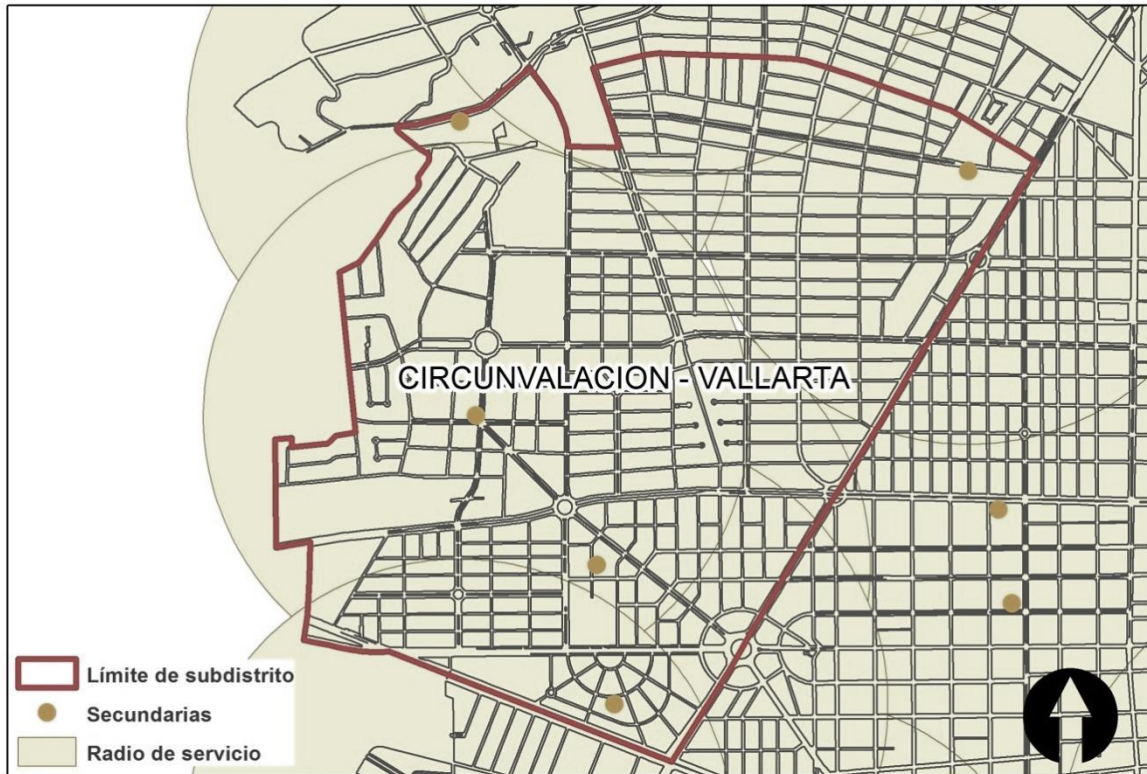 CIRCUNVALACION - VALLARTA
Límite de subdistrito
Secundarias
Radio de servicio